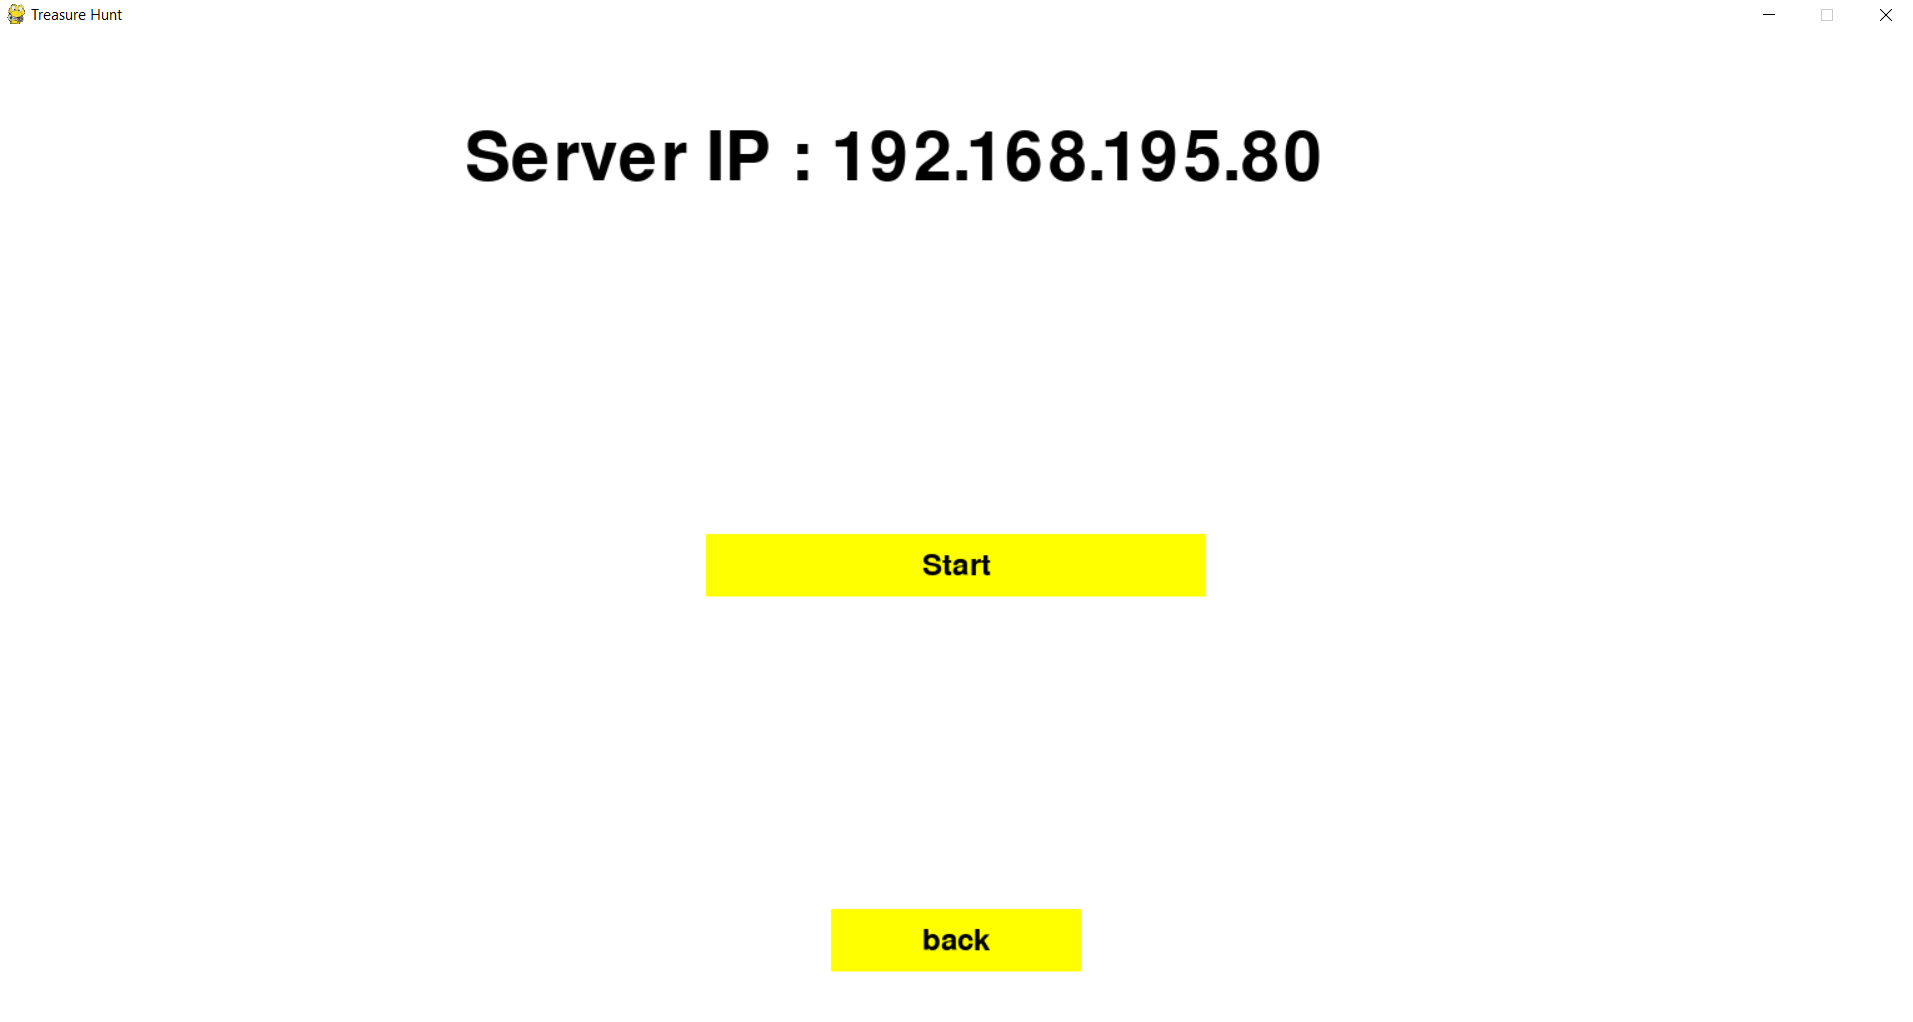 Treasure Hunt
Server IP : 192.168.195.80
Start
back